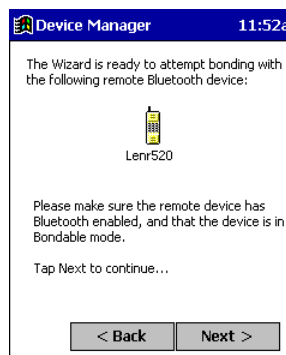 Device Manager 11:52a
The Wizard is ready to attempt bonding with
the following remote Bluetooth device:
Lenr520
Please make sure the remote device has
Bluetooth enabled, and that the device is in
Bondable mode.
Tap Next to continue...
< Back Next >